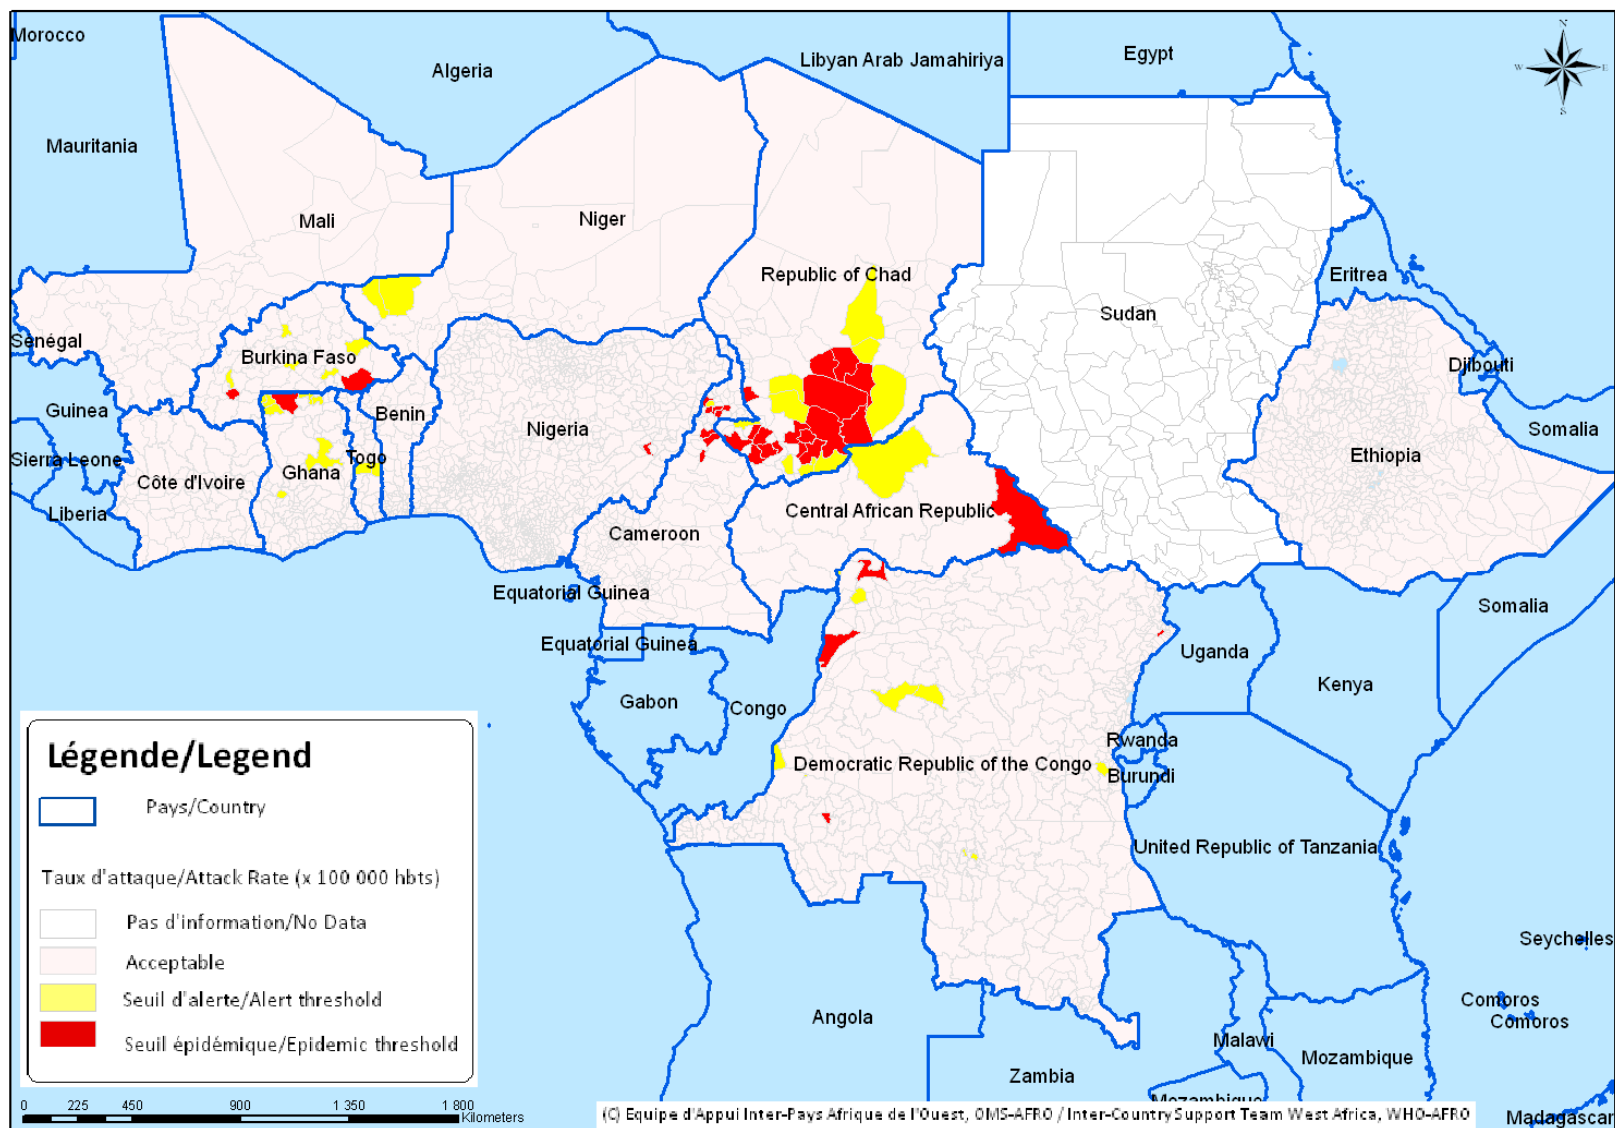 Morocco
Algeria
Libyan Arab Jamahiriya
Egypt
N
W
E
S
Mauritania
Mali
Niger
Republic of Chad
Sudan
Eritrea
Sénégal
Burkina Faso
Djibouti
Guinea
Benin
Nigeria
Somalia
Sierra Leone
Côte d'Ivoire
Ghana
Togo
Ethiopia
Liberia
Central African Republic
Cameroon
Equatorial Guinea
Somalia
Equatorial Guinea
Uganda
Kenya
Gabon
Congo
Rwanda
Democratic Republic of the Congo
Burundi
United Republic of Tanzania
Seychelles
Comoros
Comoros
Angola
Malawi
Mozambique
Zambia
Mozambique
Madagascar
Légende/Legend
Pays/Country
Taux d'attaque/Attack Rate (x 100 000 hbts)
Pas d'information/No Data
Acceptable
Seuil d'alerte/Alert threshold
Seuil épidémique/Epidemic threshold
0 225 450 900 1 350 1 800
Kilometers
(C) Equipe d'Appui Inter-Pays Afrique de l'Ouest, OMS-AFRO / Inter-Country Support Team West Africa, WHO-AFRO